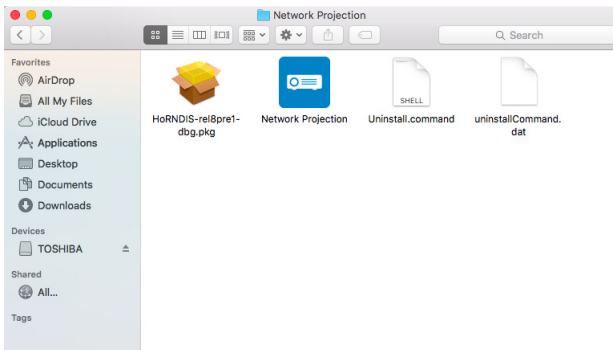 Network Projection
Search
Favorites
AirDrop
All My Files
iCloud Drive
Applications
Desktop
Documents
Downloads
Devices
TOSHIBA
Shared
All...
Tags
HoRNDIS-rel8pre1-
dbg.pkg
Network Projection
SHELL
Uninstall.command
uninstallCommand.
dat